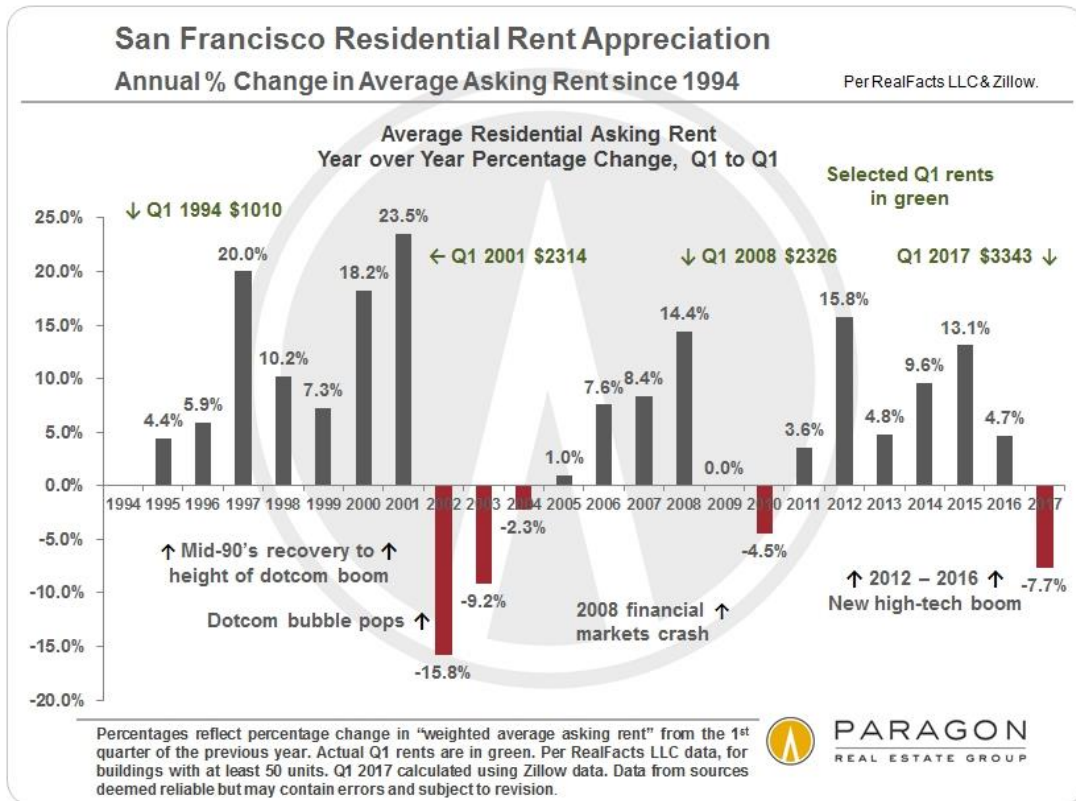 San Francisco Residential Rent Appreciation
Annual % Change in Average Asking Rent since 1994
Per RealFacts LLC & Zillow.
Average Residential Asking Rent
Year over Year Percentage Change, Q1 to Q1
Selected Q1 rents
in green
↓ Q1 1994 $1010
← Q1 2001 $2314
↓ Q1 2008 $2326
Q1 2017 $3343 ↓
25.0%
20.0%
15.0%
10.0%
5.0%
0.0%
-5.0%
-10.0%
-15.0%
-20.0%
4.4%
5.9%
20.0%
10.2%
7.3%
18.2%
23.5%
-15.8%
-9.2%
-2.3%
1.0%
7.6%
8.4%
14.4%
0.0%
-4.5%
3.6%
15.8%
4.8%
9.6%
13.1%
4.7%
-7.7%
1994 1995 1996 1997 1998 1999 2000 2001 2002 2003 2004 2005 2006 2007 2008 2009 2010 2011 2012 2013 2014 2015 2016 2017
↑ Mid-90's recovery to ↑
height of dotcom boom
Dotcom bubble pops ↑
2008 financial ↑
markets crash
↑ 2012 – 2016 ↑
New high-tech boom
Percentages reflect percentage change in “weighted average asking rent” from the 1st
quarter of the previous year. Actual Q1 rents are in green. Per RealFacts LLC data, for
buildings with at least 50 units. Q1 2017 calculated using Zillow data. Data from sources
deemed reliable but may contain errors and subject to revision.
PARAGON
REAL ESTATE GROUP